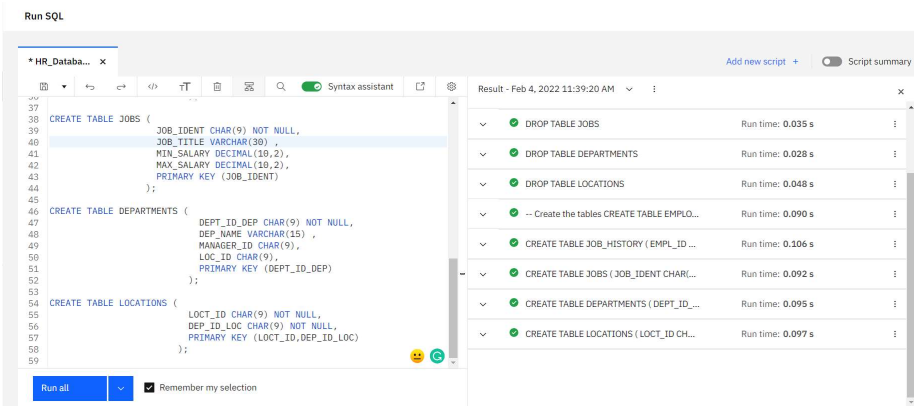 Run SQL
* HR_Databa... ×
Add new script +
Script summary
Syntax assistant
Result - Feb 4, 2022 11:39:20 AM
37
38 CREATE TABLE JOBS (
39 JOB_IDENT CHAR(9) NOT NULL,
40 JOB_TITLE VARCHAR(30) ,
41 MIN_SALARY DECIMAL(10,2),
42 MAX_SALARY DECIMAL(10,2),
43 PRIMARY KEY (JOB_IDENT)
44 );
45
46 CREATE TABLE DEPARTMENTS (
47 DEPT_ID_DEP CHAR(9) NOT NULL,
48 DEP_NAME VARCHAR(15) ,
49 MANAGER_ID CHAR(9),
50 LOC_ID CHAR(9),
51 PRIMARY KEY (DEPT_ID_DEP)
52 );
53
54 CREATE TABLE LOCATIONS (
55 LOCT_ID CHAR(9) NOT NULL,
56 DEP_ID_LOC CHAR(9) NOT NULL,
57 PRIMARY KEY (LOCT_ID,DEP_ID_LOC)
58 );
59
Run all
Remember my selection
DROP TABLE JOBS Run time: 0.035 s
DROP TABLE DEPARTMENTS Run time: 0.028 s
DROP TABLE LOCATIONS Run time: 0.048 s
-- Create the tables CREATE TABLE EMPLO... Run time: 0.090 s
CREATE TABLE JOB_HISTORY ( EMPL_ID ... Run time: 0.106 s
CREATE TABLE JOBS ( JOB_IDENT CHAR(... Run time: 0.092 s
CREATE TABLE DEPARTMENTS ( DEPT_ID_... Run time: 0.095 s
CREATE TABLE LOCATIONS ( LOCT_ID CH... Run time: 0.097 s